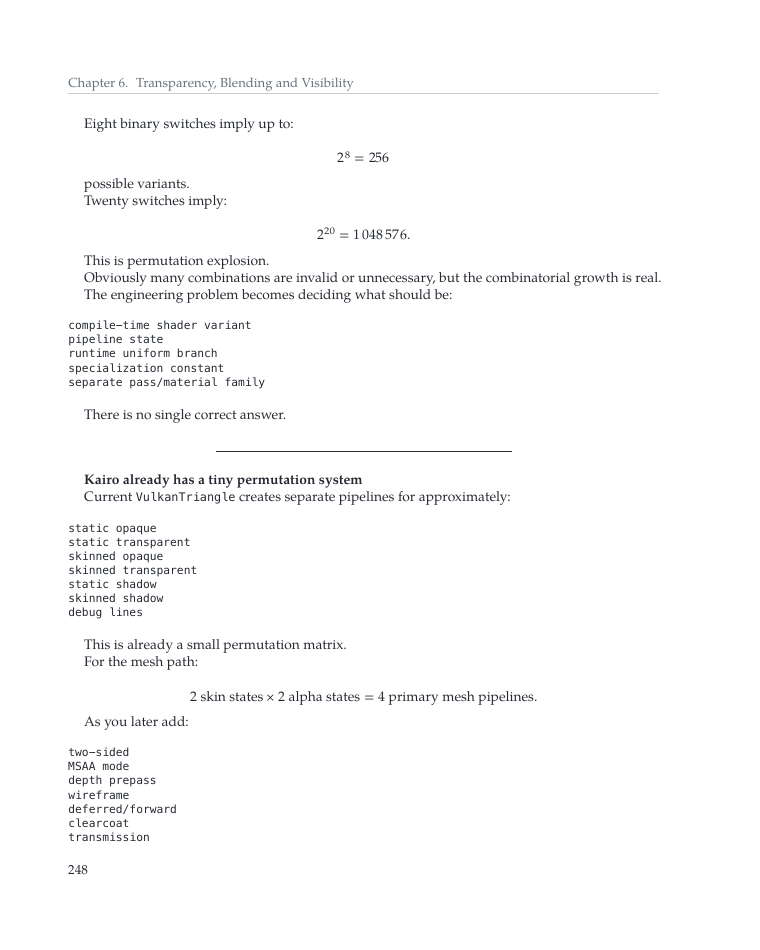 Chapter 6. Transparency, Blending and Visibility
Eight binary switches imply up to:
2⁸ = 256
possible variants.
Twenty switches imply:
2²⁰ = 1 048 576.
This is permutation explosion.
Obviously many combinations are invalid or unnecessary, but the combinatorial growth is real.
The engineering problem becomes deciding what should be:
compile-time shader variant
pipeline state
runtime uniform branch
specialization constant
separate pass/material family
There is no single correct answer.
Kairo already has a tiny permutation system
Current VulkanTriangle creates separate pipelines for approximately:
static opaque
static transparent
skinned opaque
skinned transparent
static shadow
skinned shadow
debug lines
This is already a small permutation matrix.
For the mesh path:
2 skin states × 2 alpha states = 4 primary mesh pipelines.
As you later add:
two-sided
MSAA mode
depth prepass
wireframe
deferred/forward
clearcoat
transmission
248